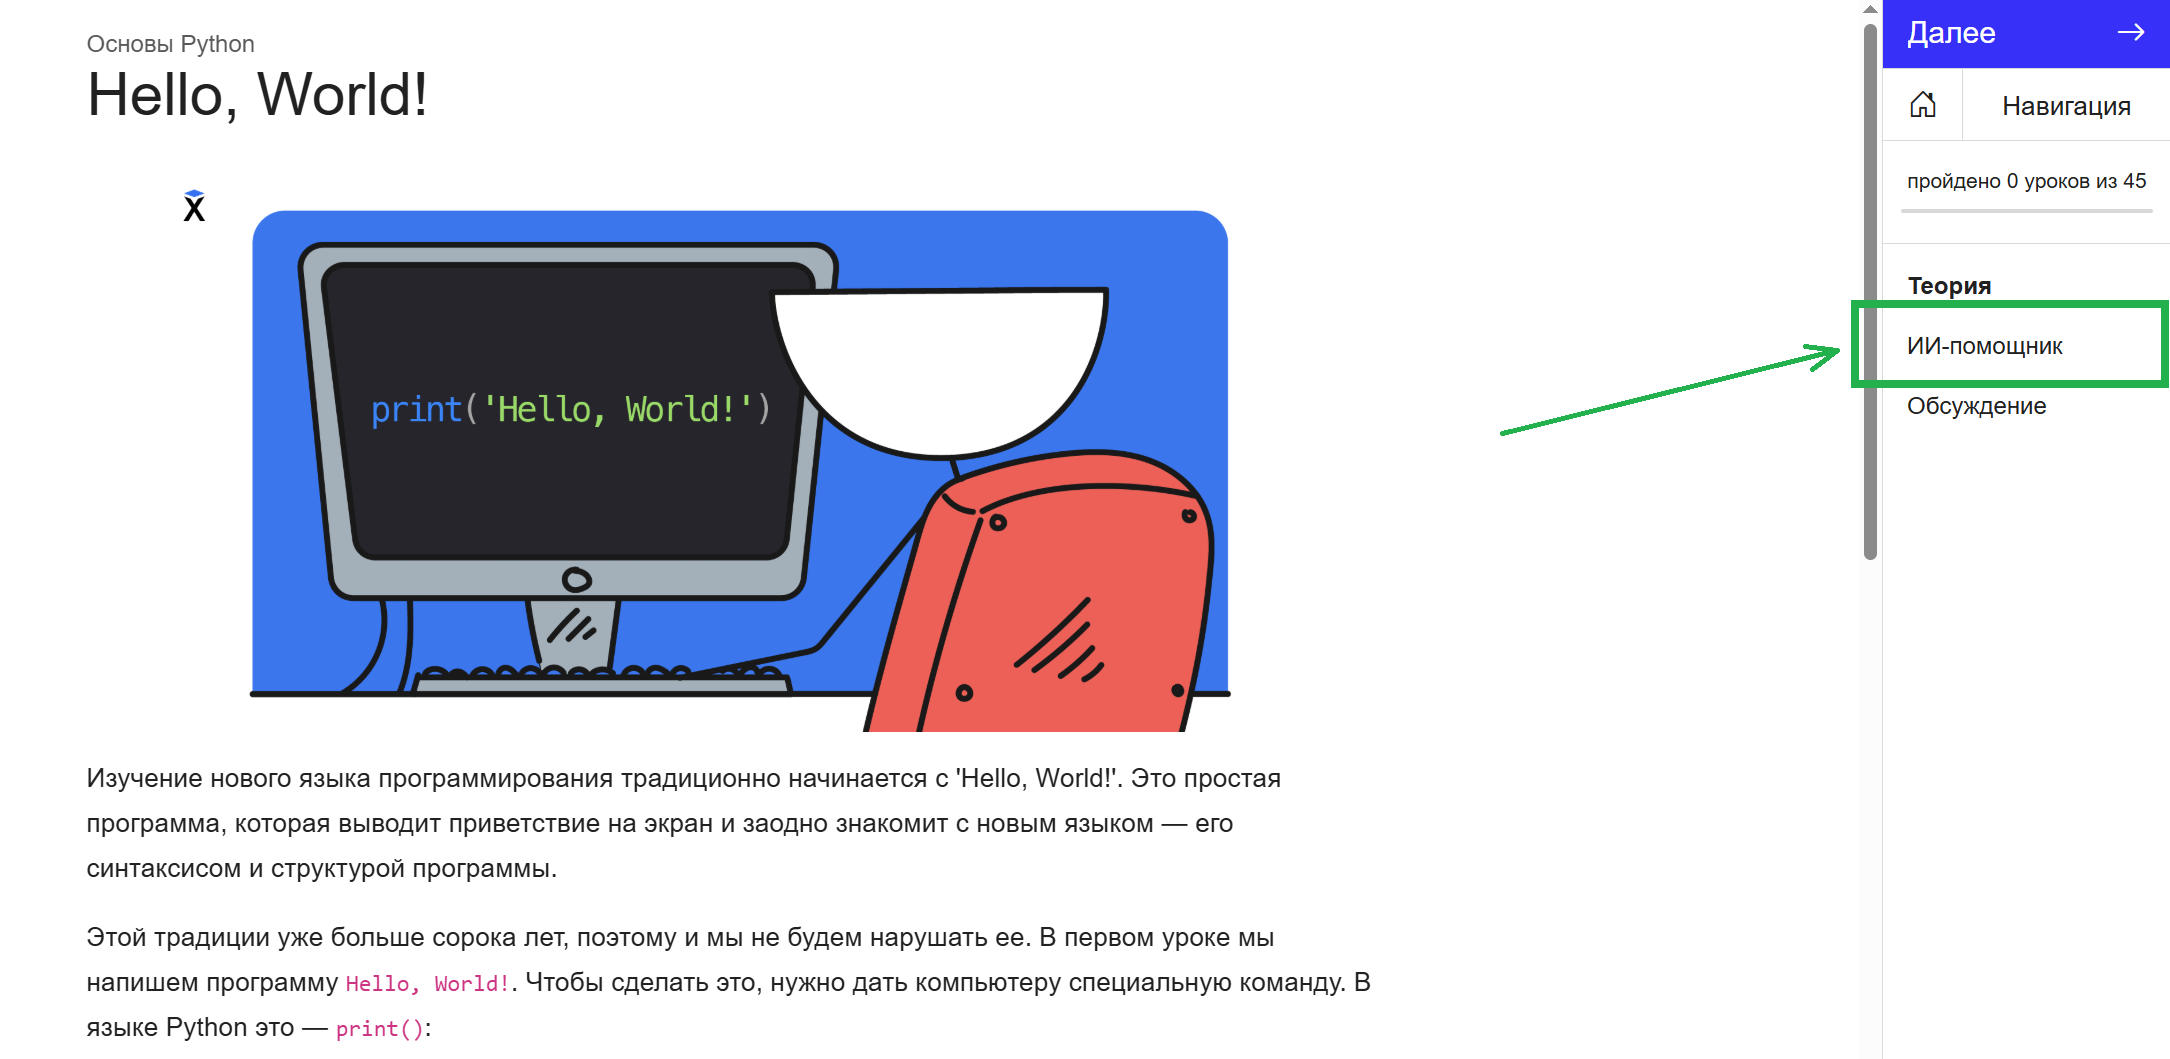 Основы Python
Hello, World!
X
print('Hello, World!')
Изучение нового языка программирования традиционно начинается с 'Hello, World!'. Это простая
программа, которая выводит приветствие на экран и заодно знакомит с новым языком — его
синтаксисом и структурой программы.
Этой традиции уже больше сорока лет, поэтому и мы не будем нарушать ее. В первом уроке мы
напишем программу Hello, World!. Чтобы сделать это, нужно дать компьютеру специальную команду. В
языке Python это — print():
Далее
Навигация
пройдено 0 уроков из 45
Теория
ИИ-помощник
Обсуждение